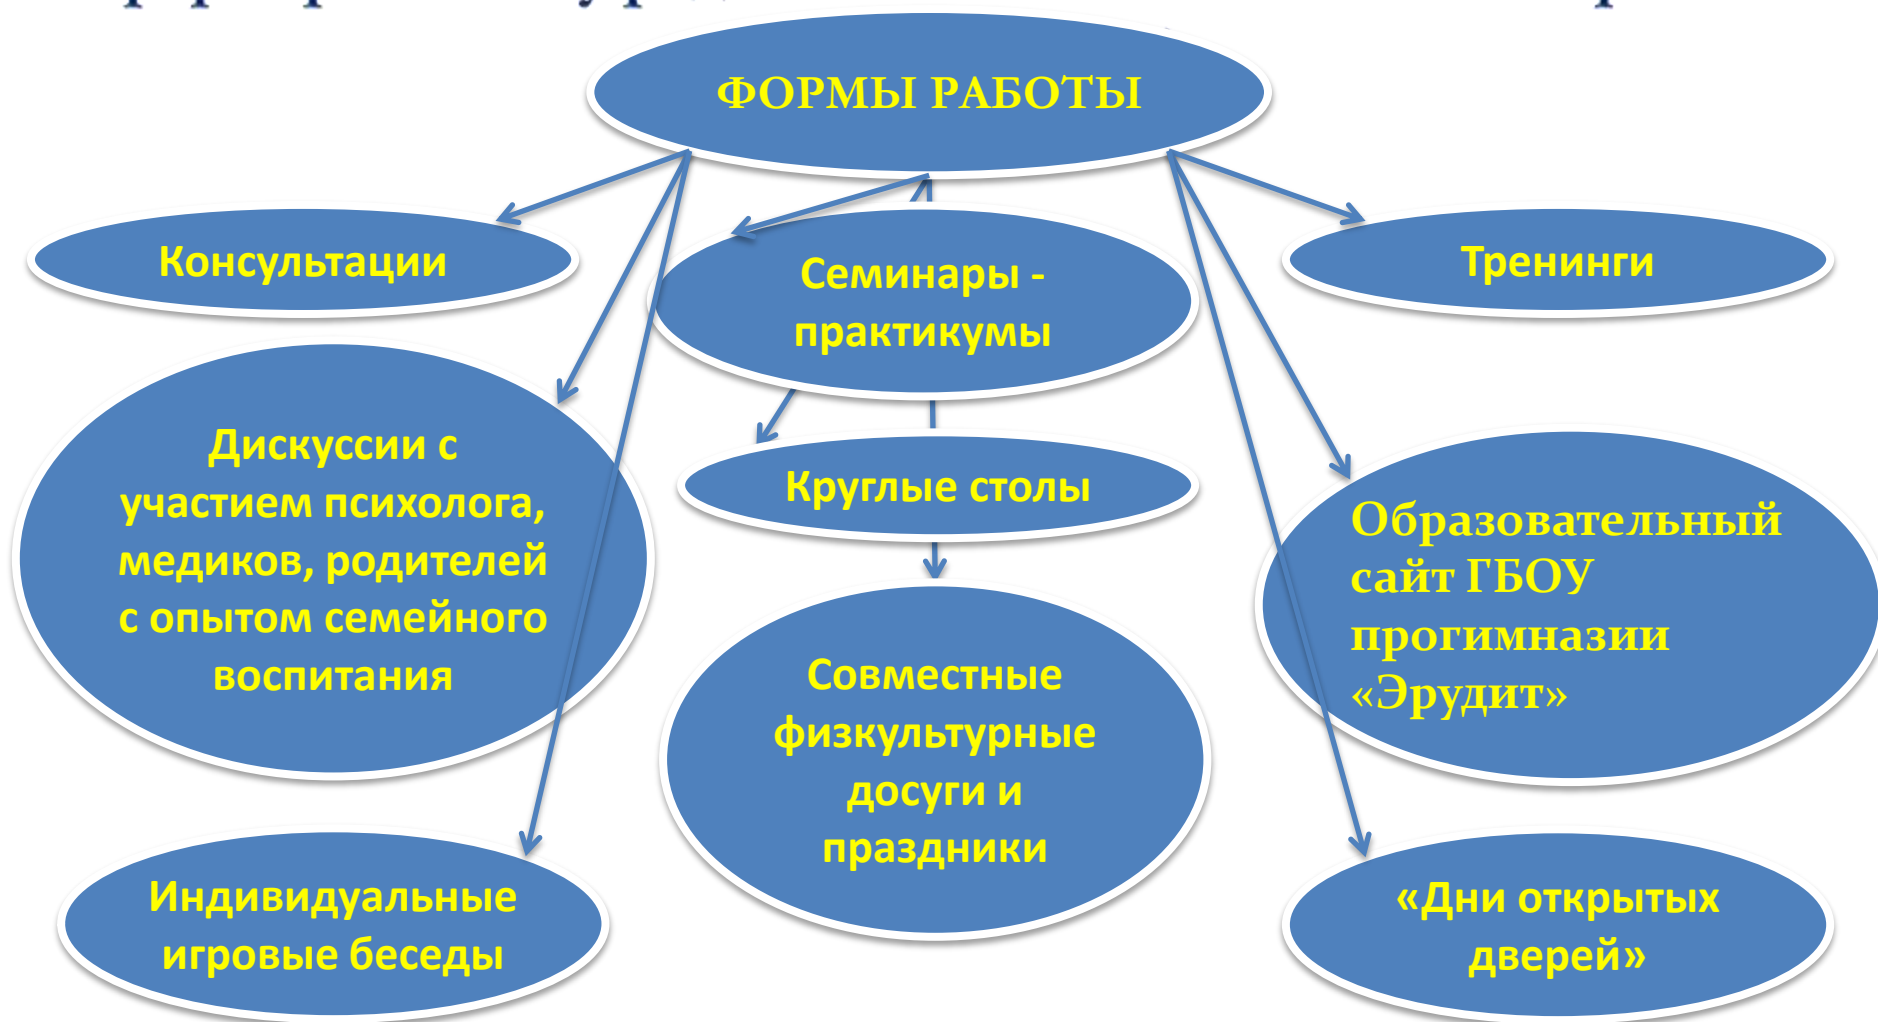 ФОРМЫ РАБОТЫ
Консультации
Семинары -
практикумы
Тренинги
Дискуссии с
участием психолога,
медиков, родителей
с опытом семейного
воспитания
Круглые столы
Образовательный
сайт ГБОУ
прогимназии
«Эрудит»
Совместные
физкультурные
досуги и
праздники
Индивидуальные
игровые беседы
«Дни открытых
дверей»